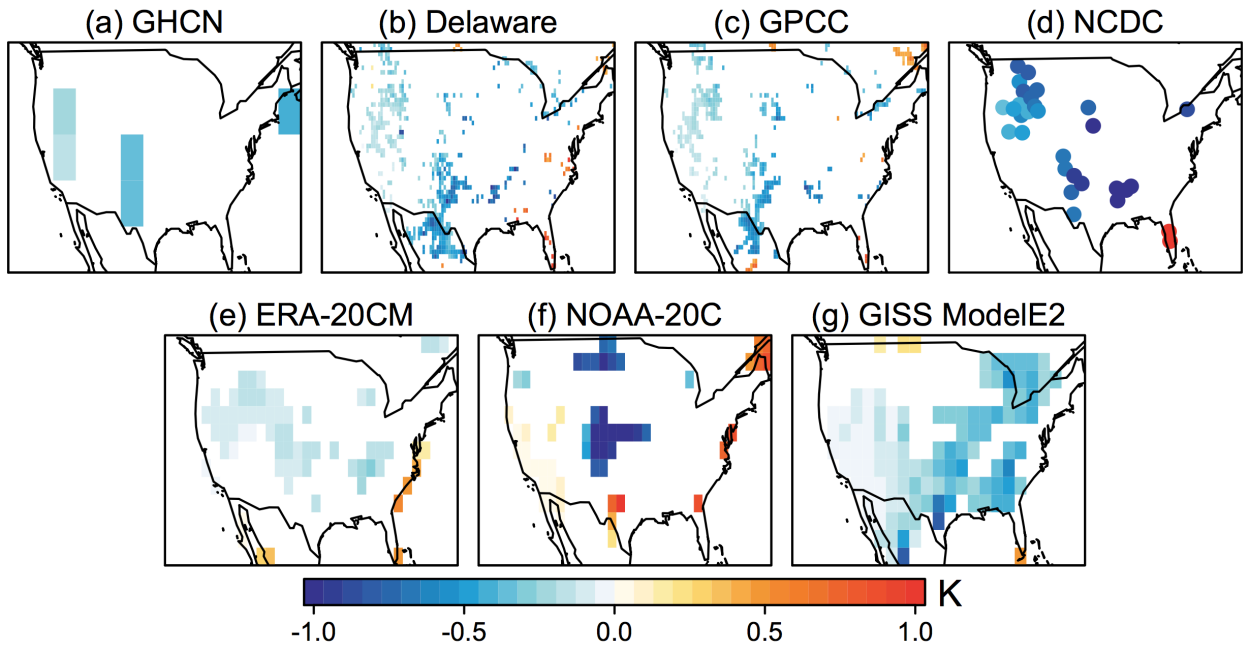 (a) GHCN
(b) Delaware
(c) GPCC
(d) NCDC
(e) ERA-20CM
(f) NOAA-20C
(g) GISS ModelE2
K
-1.0 -0.5 0.0 0.5 1.0